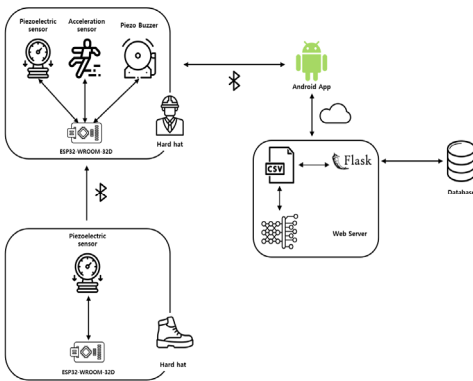 Piezoelectric
sensor
Acceleration
sensor
Piezo Buzzer
ESP32-WROOM-32D
Hard hat
Android App
CSV
Flask
Web Server
Database
Piezoelectric
sensor
ESP32-WROOM-32D
Hard hat